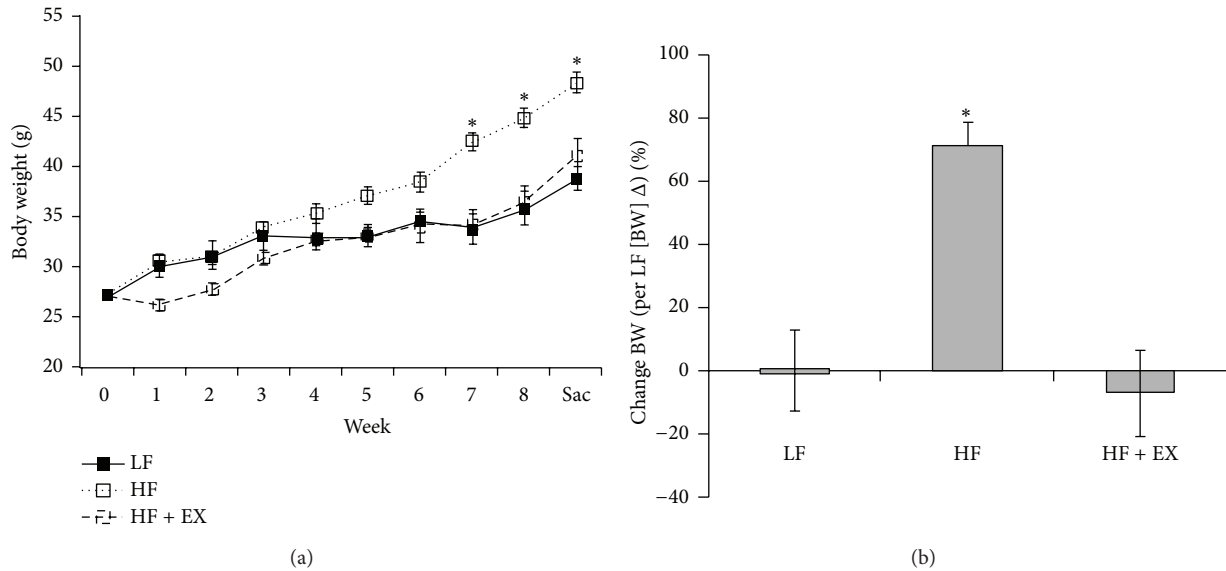 55
50
45
40
35
30
25
20
Body weight (g)
* * *
0 1 2 3 4 5 6 7 8 Sac
Week
LF
HF
HF + EX
(a)
100
80
60
40
20
0
−20
−40
Change BW (per LF [BW] Δ) (%)
*
LF HF HF + EX
(b)